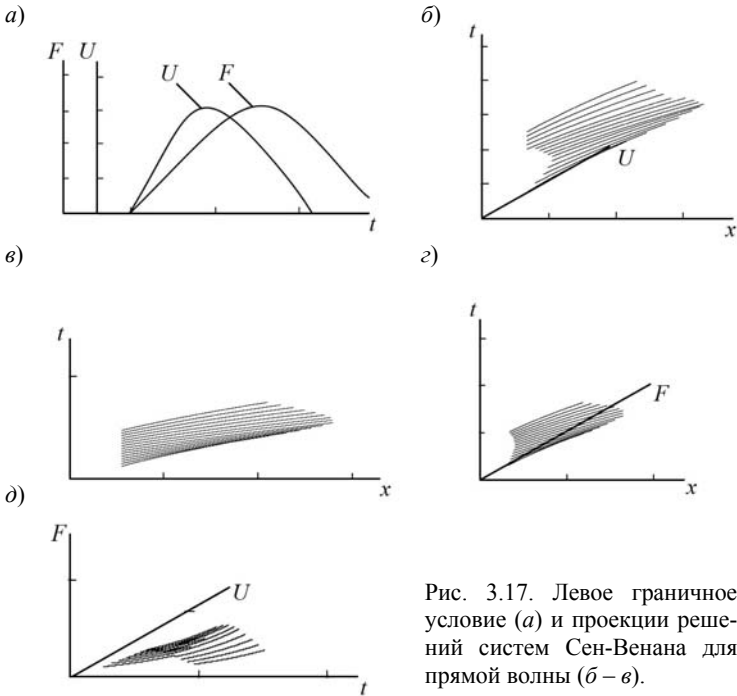 а)
F U
U F
t
б)
t
U
x
в)
t
x
г)
t
F
x
д)
F
U
t
Рис. 3.17. Левое граничное
условие (а) и проекции реше-
ний систем Сен-Венана для
прямой волны (б – в).